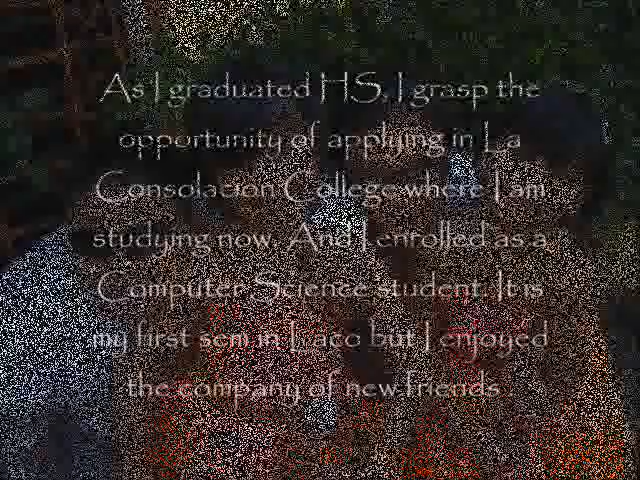 As I graduated HS, I grasp the
opportunity of applying in La
Consolacion College where I am
studying now. And I enrolled as a
Computer Science student. It is
my first sem in Laco but I enjoyed
the company of new friends.